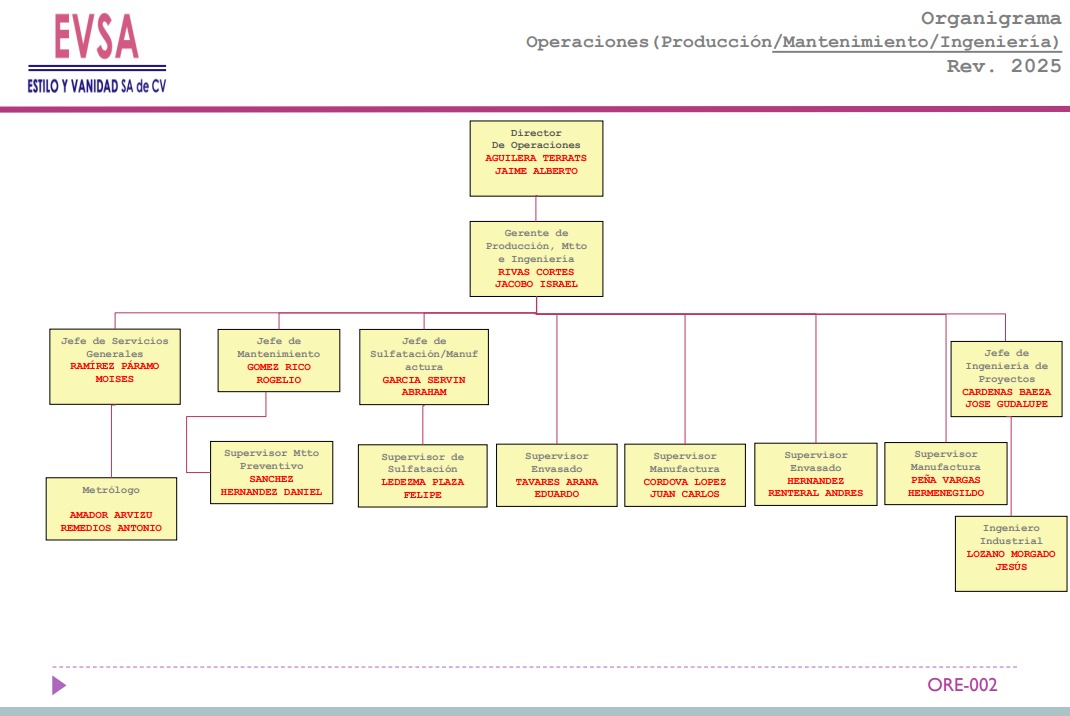 EVSA
ESTILO Y VANIDAD SA de CV
Organigrama
Operaciones(Producción/Mantenimiento/Ingeniería)
Rev. 2025
Director
De Operaciones
AGUILERA TERRATS
JAIME ALBERTO
Gerente de
Producción, Mtto
e Ingenieria
RIVAS CORTES
JACOBO ISRAEL
Jefe de Servicios
Generales
RAMÍREZ PÁRAMO
MOISES
Jefe de
Mantenimiento
GOMEZ RICO
ROGELIO
Jefe de
Sulfatación/Manuf
actura
GARCIA SERVIN
ABRAHAM
Jefe de
Ingenieria de
Proyectos
CARDENAS BAEZA
JOSE GUDALUPE
Metrólogo
AMADOR ARVIZU
REMEDIOS ANTONIO
Supervisor Mtto
Preventivo
SANCHEZ
HERNANDEZ DANIEL
Supervisor de
Sulfatación
LEDEZMA PLAZA
FELIPE
Supervisor
Envasado
TAVARES ARANA
EDUARDO
Supervisor
Manufactura
CORDOVA LOPEZ
JUAN CARLOS
Supervisor
Envasado
HERNANDEZ
RENTERAL ANDRES
Supervisor
Manufactura
PEÑA VARGAS
HERMENEGILDO
Ingeniero
Industrial
LOZANO MORGADO
JESÚS
ORE-002